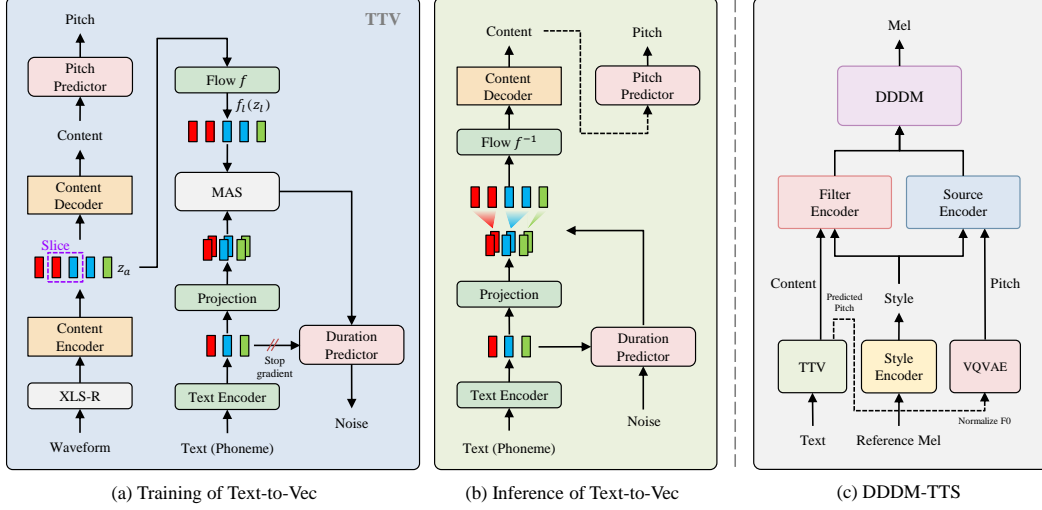 TTV
Pitch
Pitch
Predictor
Content
Content
Decoder
Slice
z_a
Content
Encoder
XLS-R
Waveform
Flow f
f_l(z_l)
MAS
Projection
Stop
gradient
Duration
Predictor
Text Encoder
Noise
Text (Phoneme)
(a) Training of Text-to-Vec
Content
Pitch
Content
Decoder
Pitch
Predictor
Flow f^{-1}
Projection
Duration
Predictor
Text Encoder
Noise
Text (Phoneme)
(b) Inference of Text-to-Vec
Mel
DDDM
Filter
Encoder
Source
Encoder
Content
Predicted
Pitch
Style
Pitch
TTV
Style
Encoder
VQVAE
Normalize F0
Text
Reference Mel
(c) DDDM-TTS